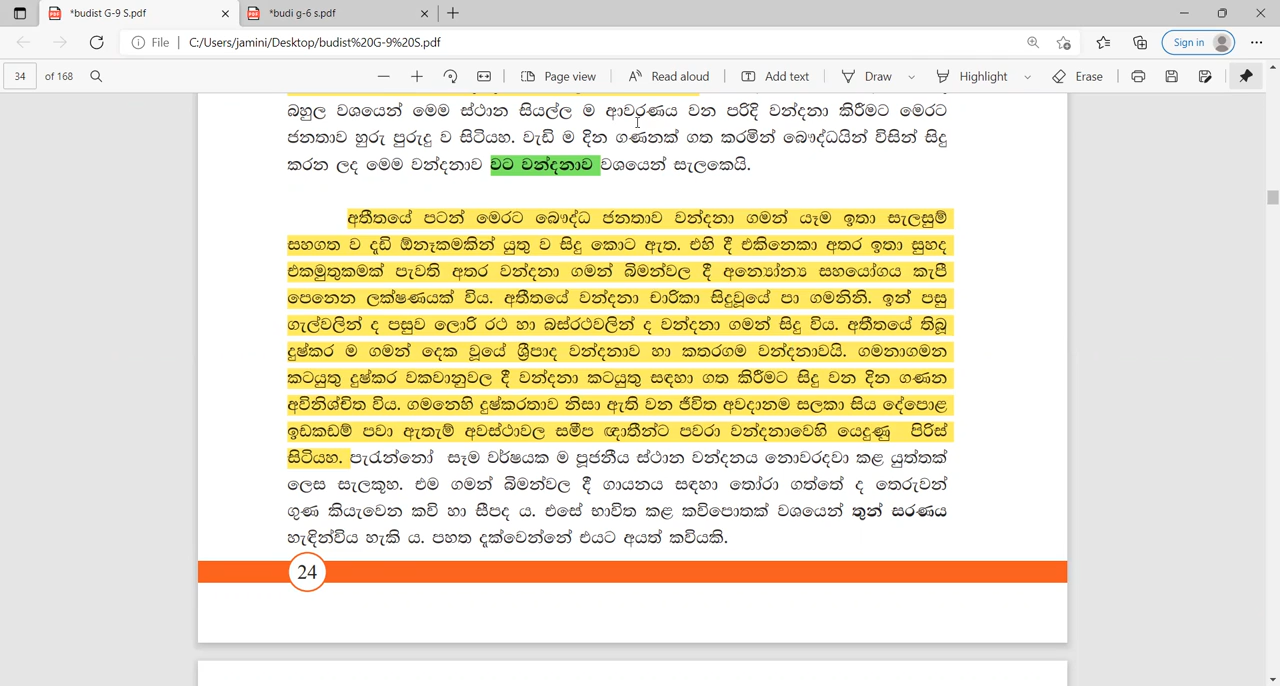 *budist G-9 S.pdf
*budi g-6 s.pdf
File
C:/Users/jamini/Desktop/budist%20G-9%20S.pdf
Sign in
34 of 168
Page view
Read aloud
Add text
Draw
Highlight
Erase
බහුල වශයෙන් මෙම ස්ථාන සියල්ල ම ආවරණය වන පරිදි වන්දනා කිරීමට මෙරට
ජනතාව හුරු පුරුදු ව සිටියහ. වැඩි ම දින ගණනක් ගත කරමින් බෞද්ධයින් විසින් සිදු
කරන ලද මෙම වන්දනාව වට වන්දනාව වශයෙන් සැලකෙයි.
අතීතයේ පටන් මෙරට බෞද්ධ ජනතාව වන්දනා ගමන් යෑම ඉතා සැලසුම්
සහගත ව දැඩි ඕනෑකමකින් යුතු ව සිදු කොට ඇත. එහි දී එකිනෙකා අතර ඉතා සුහද
එකමුතුකමක් පැවති අතර වන්දනා ගමන් බිමන්වල දී අන්‍යෝන්‍ය සහයෝගය කැපී
පෙනෙන ලක්ෂණයක් විය. අතීතයේ වන්දනා චාරිකා සිදුවූයේ පා ගමනිනි. ඉන් පසු
ගැල්වලින් ද පසුව ලොරි රථ හා බස්රථවලින් ද වන්දනා ගමන් සිදු විය. අතීතයේ තිබූ
දුෂ්කර ම ගමන් දෙක වූයේ ශ්‍රීපාද වන්දනාව හා කතරගම වන්දනාවයි. ගමනාගමන
කටයුතු දුෂ්කර වකවානුවල දී වන්දනා කටයුතු සඳහා ගත කිරීමට සිදු වන දින ගණන
අවිනිශ්චිත විය. ගමනෙහි දුෂ්කරතාව නිසා ඇති වන ජීවිත අවදානම සලකා සිය දේපොළ
ඉඩකඩම් පවා ඇතැම් අවස්ථාවල සමීප ඥාතීන්ට පවරා වන්දනාවෙහි යෙදුණු පිරිස්
සිටියහ. පැරැන්නෝ සෑම වර්ෂයක ම පූජනීය ස්ථාන වන්දනය නොවරදවා කළ යුත්තක්
ලෙස සැලකූහ. එම ගමන් බිමන්වල දී ගායනය සඳහා තෝරා ගත්තේ ද තෙරුවන්
ගුණ කියැවෙන කවි හා සීපද ය. එසේ භාවිත කළ කවිපොතක් වශයෙන් තුන් සරණය
හැඳින්විය හැකි ය. පහත දැක්වෙන්නේ එයට අයත් කවියකි.
24